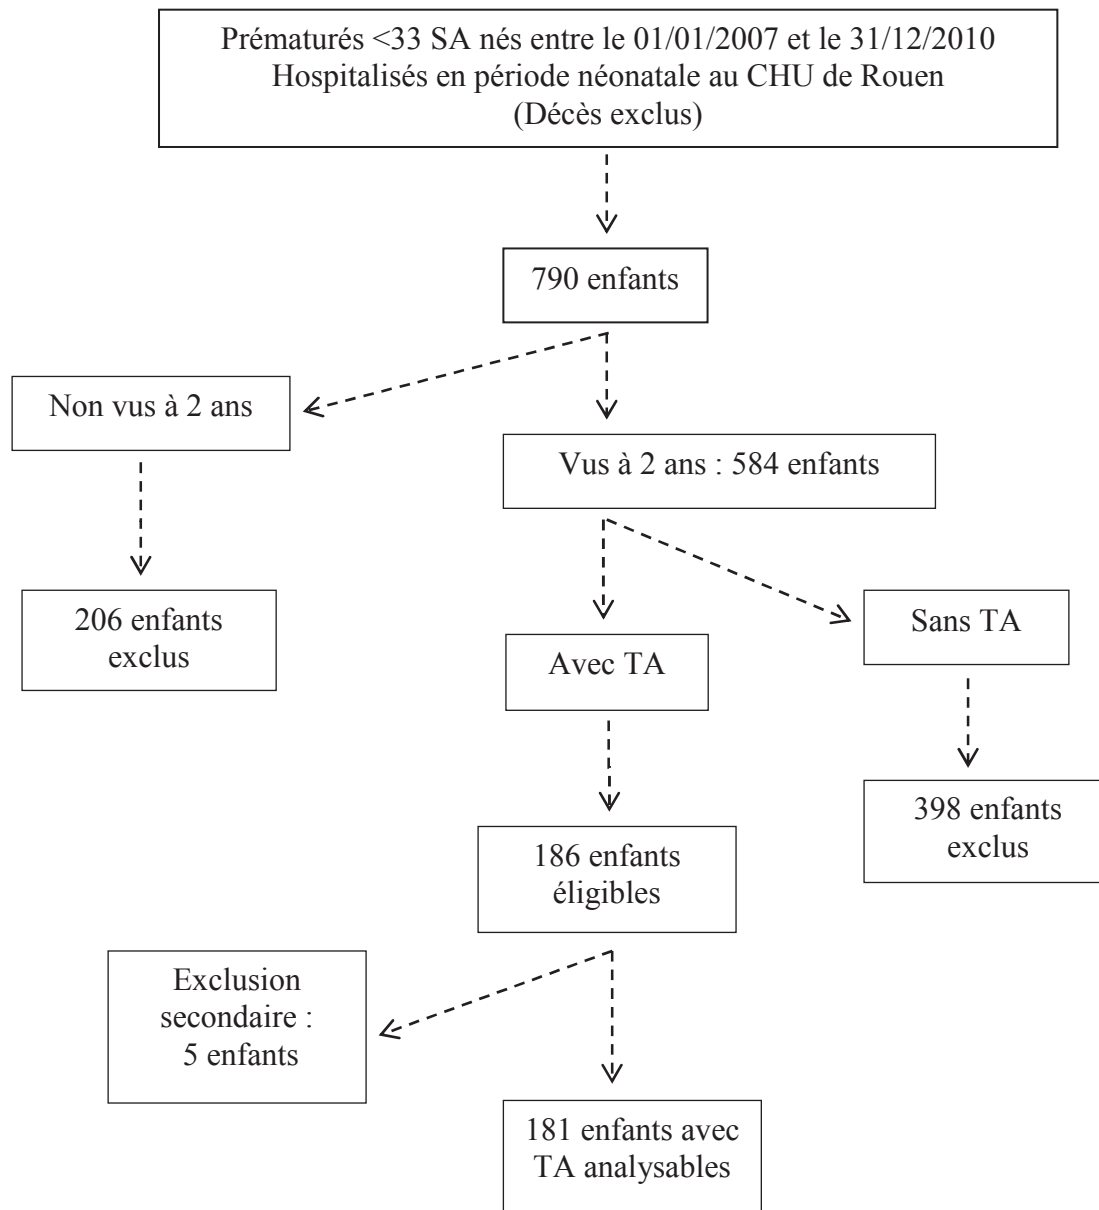 Prématurés <33 SA nés entre le 01/01/2007 et le 31/12/2010
Hospitalisés en période néonatale au CHU de Rouen
(Décès exclus)
790 enfants
Non vus à 2 ans
Vus à 2 ans : 584 enfants
206 enfants
exclus
Avec TA
Sans TA
186 enfants
éligibles
398 enfants
exclus
Exclusion
secondaire :
5 enfants
181 enfants avec
TA analysables